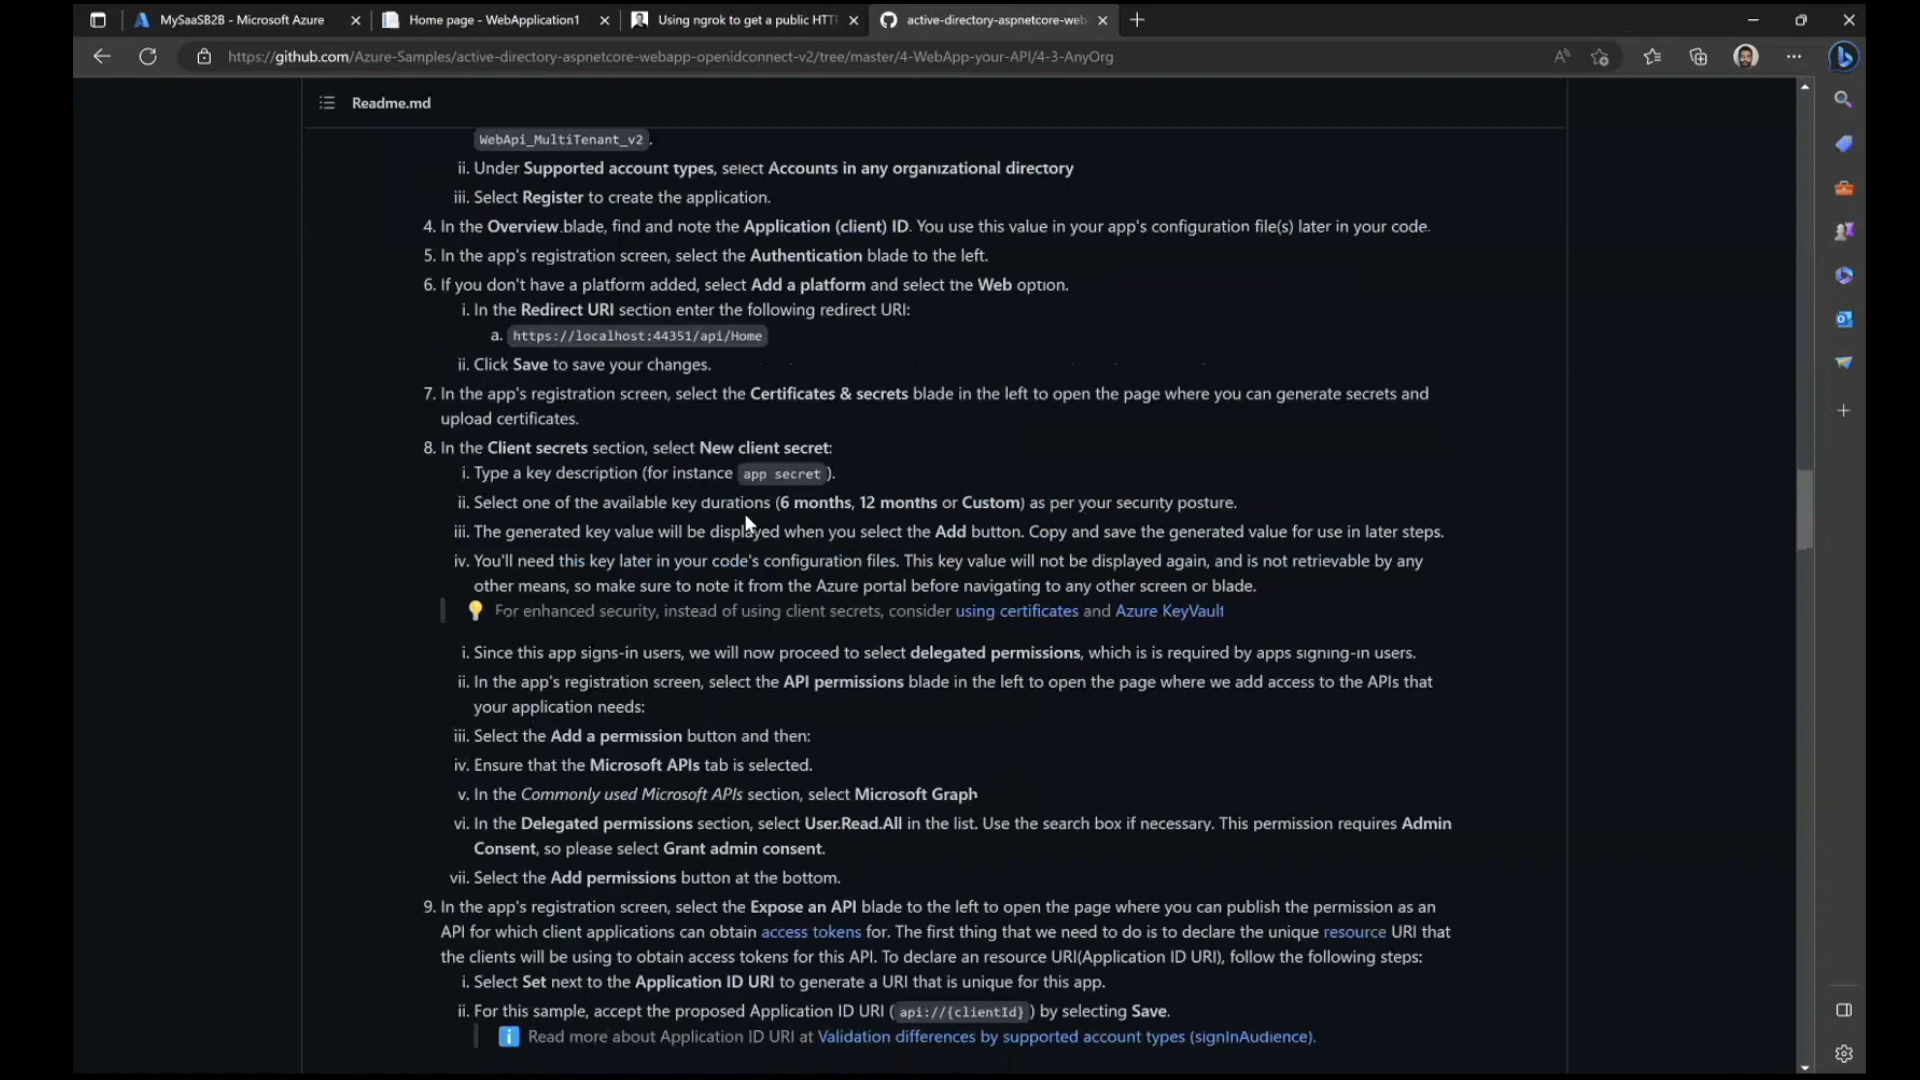 MySaaSB2B - Microsoft Azure
Home page - WebApplication1
Using ngrok to get a public HTT
active-directory-aspnetcore-web
https://github.com/Azure-Samples/active-directory-aspnetcore-webapp-openidconnect-v2/tree/master/4-WebApp-your-API/4-3-AnyOrg
Readme.md
WebApi_MultiTenant_v2 .
ii. Under Supported account types, select Accounts in any organizational directory
iii. Select Register to create the application.
4. In the Overview blade, find and note the Application (client) ID. You use this value in your app's configuration file(s) later in your code.
5. In the app's registration screen, select the Authentication blade to the left.
6. If you don't have a platform added, select Add a platform and select the Web option.
i. In the Redirect URI section enter the following redirect URI:
a. https://localhost:44351/api/Home
ii. Click Save to save your changes.
7. In the app's registration screen, select the Certificates & secrets blade in the left to open the page where you can generate secrets and
upload certificates.
8. In the Client secrets section, select New client secret:
i. Type a key description (for instance app secret ).
ii. Select one of the available key durations (6 months, 12 months or Custom) as per your security posture.
iii. The generated key value will be displayed when you select the Add button. Copy and save the generated value for use in later steps.
iv. You'll need this key later in your code's configuration files. This key value will not be displayed again, and is not retrievable by any
other means, so make sure to note it from the Azure portal before navigating to any other screen or blade.
For enhanced security, instead of using client secrets, consider using certificates and Azure KeyVault
i. Since this app signs-in users, we will now proceed to select delegated permissions, which is is required by apps signing-in users.
ii. In the app's registration screen, select the API permissions blade in the left to open the page where we add access to the APIs that
your application needs:
iii. Select the Add a permission button and then:
iv. Ensure that the Microsoft APIs tab is selected.
v. In the Commonly used Microsoft APIs section, select Microsoft Graph
vi. In the Delegated permissions section, select User.Read.All in the list. Use the search box if necessary. This permission requires Admin
Consent, so please select Grant admin consent.
vii. Select the Add permissions button at the bottom.
9. In the app's registration screen, select the Expose an API blade to the left to open the page where you can publish the permission as an
API for which client applications can obtain access tokens for. The first thing that we need to do is to declare the unique resource URI that
the clients will be using to obtain access tokens for this API. To declare an resource URI(Application ID URI), follow the following steps:
i. Select Set next to the Application ID URI to generate a URI that is unique for this app.
ii. For this sample, accept the proposed Application ID URI ( api://{clientId} ) by selecting Save.
Read more about Application ID URI at Validation differences by supported account types (signInAudience).